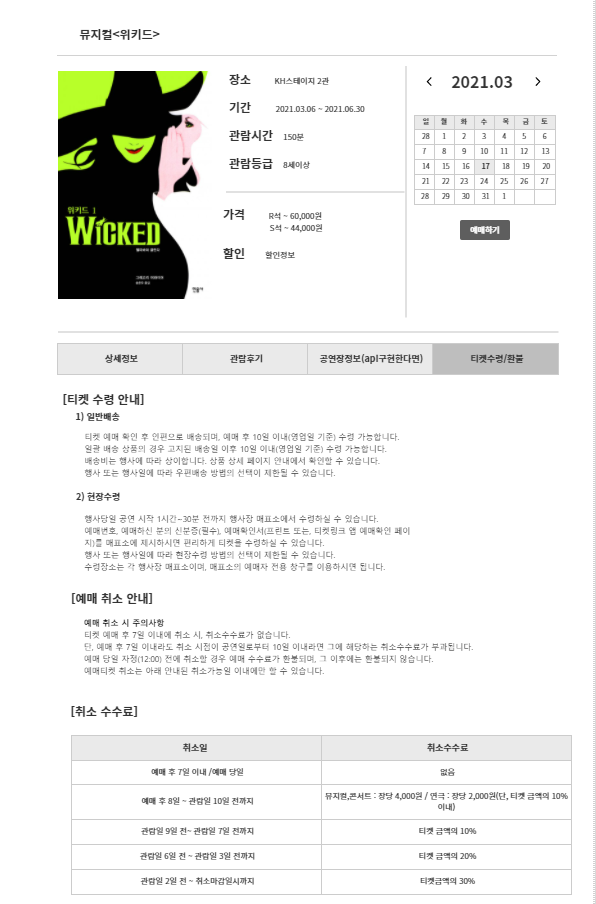 뮤지컬<위키드>
장소 KH스테이지 2관
기간 2021.03.06 ~ 2021.06.30
관람시간 150분
관람등급 8세이상
가격 R석 ~ 60,000원
S석 ~ 44,000원
할인 할인정보
위키드 1
WICKED
민음사
< 2021.03 >
일 월 화 수 목 금 토
28 1 2 3 4 5 6
7 8 9 10 11 12 13
14 15 16 17 18 19 20
21 22 23 24 25 26 27
28 29 30 31 1
예매하기
상세정보 관람후기 공연장정보(api구현한다면) 티켓수령/환불
[티켓 수령 안내]
1) 일반배송
티켓 예매 확인 후 인편으로 배송되며, 예매 후 10일 이내(영업일 기준) 수령 가능합니다.
일괄 배송 상품의 경우 고지된 배송일 이후 10일 이내(영업일 기준) 수령 가능합니다.
배송비는 행사에 따라 상이합니다. 상품 상세 페이지 안내에서 확인할 수 있습니다.
행사 또는 행사일에 따라 우편배송 방법의 선택이 제한될 수 있습니다.
2) 현장수령
행사당일 공연 시작 1시간~30분 전까지 행사장 매표소에서 수령하실 수 있습니다.
예매번호, 예매하신 분의 신분증(필수), 예매확인서(프린트 또는, 티켓링크 앱 예매확인 페이
지)를 매표소에 제시하시면 편리하게 티켓을 수령하실 수 있습니다.
행사 또는 행사일에 따라 현장수령 방법의 선택이 제한될 수 있습니다.
수령장소는 각 행사장 매표소이며, 매표소의 예매자 전용 창구를 이용하시면 됩니다.
[예매 취소 안내]
예매 취소 시 주의사항
티켓 예매 후 7일 이내에 취소 시, 취소수수료가 없습니다.
단, 예매 후 7일 이내라도 취소 시점이 공연일로부터 10일 이내라면 그에 해당하는 취소수수료가 부과됩니다.
예매 당일 자정(12:00) 전에 취소할 경우 예매 수수료가 환불되며, 그 이후에는 환불되지 않습니다.
예매티켓 취소는 아래 안내된 취소가능일 이내에만 할 수 있습니다.
[취소 수수료]
취소일 취소수수료
예매 후 7일 이내 /예매 당일 없음
예매 후 8일 ~ 관람일 10일 전까지 뮤지컬,콘서트 : 장당 4,000원 / 연극 : 장당 2,000원(단, 티켓 금액의 10%
이내)
관람일 9일 전~ 관람일 7일 전까지 티켓 금액의 10%
관람일 6일 전 ~ 관람일 3일 전까지 티켓 금액의 20%
관람일 2일 전 ~ 취소마감일시까지 티켓금액의 30%